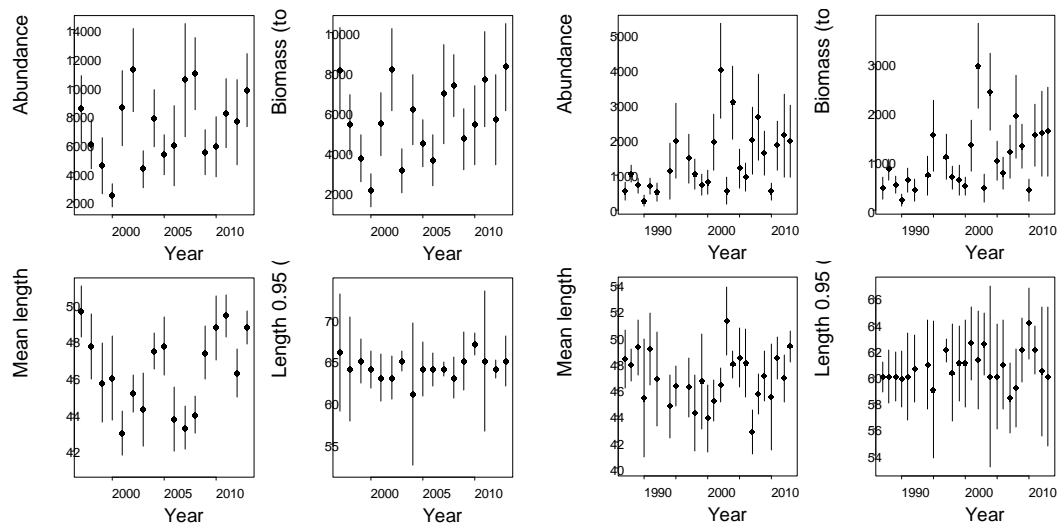 Abundance
14000
12000
10000
8000
6000
4000
2000
2000 2005 2010
Year
Biomass (to
10000
8000
6000
4000
2000
2000 2005 2010
Year
Abundance
5000
4000
3000
2000
1000
0
1990 2000 2010
Year
Biomass (to
3000
2000
1000
0
1990 2000 2010
Year
Mean length
50
48
46
44
42
2000 2005 2010
Year
Length 0.95 (
70
65
60
55
2000 2005 2010
Year
Mean length
54
52
50
48
46
44
42
40
1990 2000 2010
Year
Length 0.95 (
66
64
62
60
58
56
54
1990 2000 2010
Year